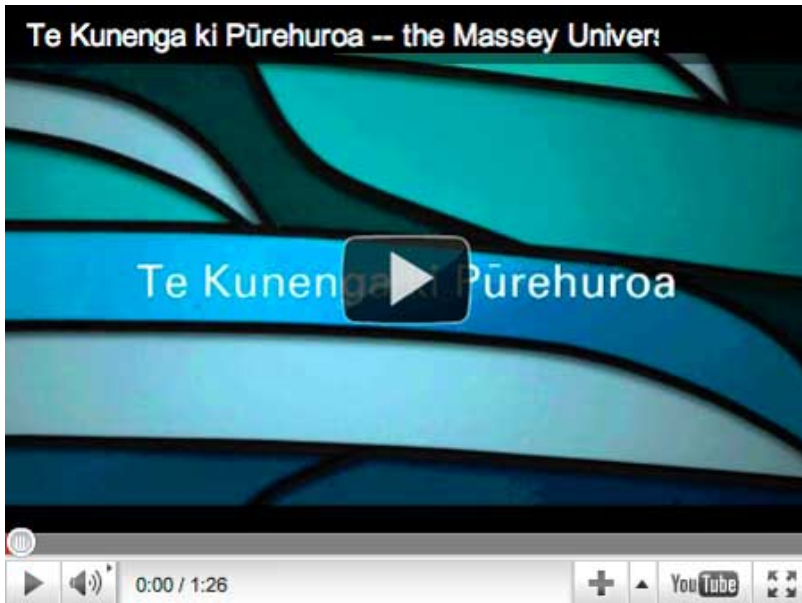 Te Kunenga ki Pūrehuroa -- the Massey Univers
Te Kunenga ki Pūrehuroa
0:00 / 1:26
YouTube